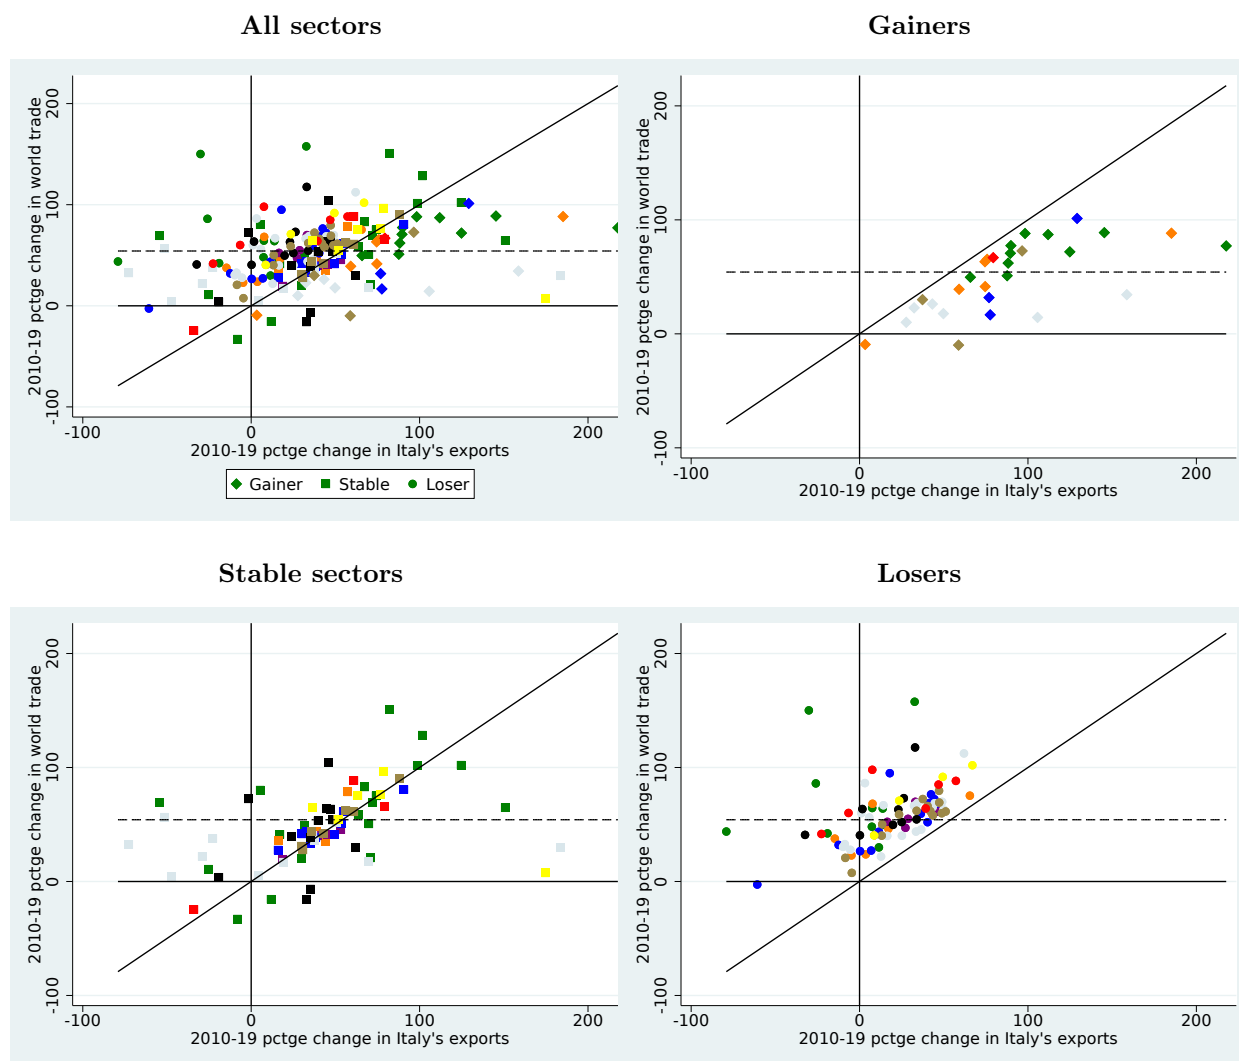 All sectors
2010-19 pctge change in world trade
200
100
0
-100
-100 0 100 200
2010-19 pctge change in Italy's exports
Gainer Stable Loser
Gainers
2010-19 pctge change in world trade
200
100
0
-100
-100 0 100 200
2010-19 pctge change in Italy's exports
Stable sectors
2010-19 pctge change in world trade
200
100
0
-100
-100 0 100 200
2010-19 pctge change in Italy's exports
Losers
2010-19 pctge change in world trade
200
100
0
-100
-100 0 100 200
2010-19 pctge change in Italy's exports